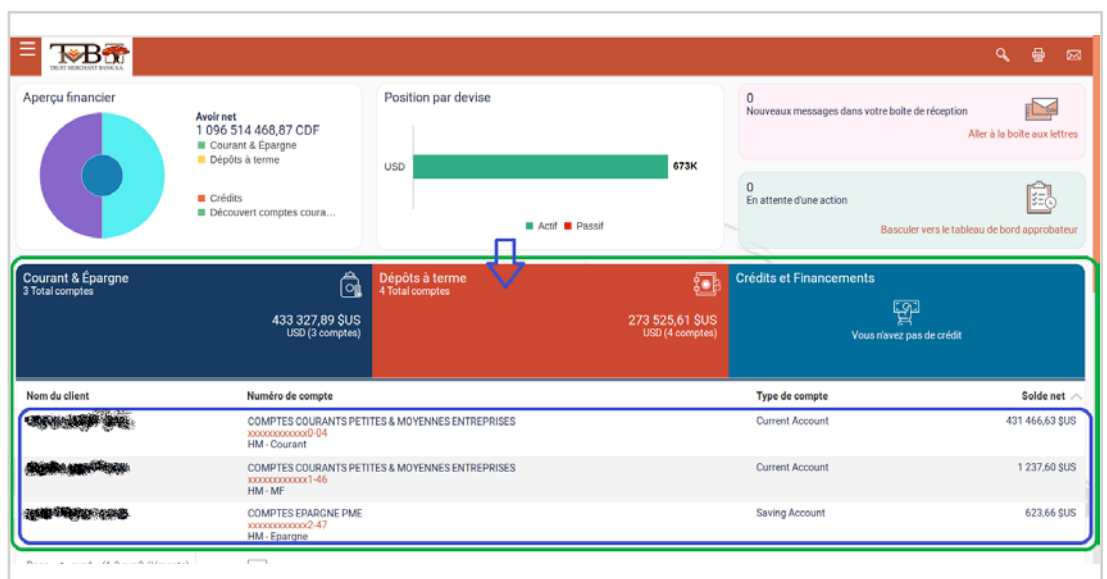 TMB
TRUST MERCHANT BANK S.A.
Aperçu financier
Avoir net
1 096 514 468,87 CDF
Courant & Épargne
Dépôts à terme
Crédits
Découvert comptes coura...
Position par devise
USD
673K
Actif Passif
0
Nouveaux messages dans votre boîte de réception
Aller à la boîte aux lettres
0
En attente d'une action
Basculer vers le tableau de bord approbateur
Courant & Épargne
3 Total comptes
433 327,89 $US
USD (3 comptes)
Dépôts à terme
4 Total comptes
273 525,61 $US
USD (4 comptes)
Crédits et Financements
Vous n'avez pas de crédit
Nom du client Numéro de compte Type de compte Solde net
COMPTES COURANTS PETITES & MOYENNES ENTREPRISES Current Account 431 466,63 $US
xxxxxxxxxxxx0-04
HM - Courant
COMPTES COURANTS PETITES & MOYENNES ENTREPRISES Current Account 1 237,60 $US
xxxxxxxxxxxx1-46
HM - MF
COMPTES EPARGNE PME Saving Account 623,66 $US
xxxxxxxxxxxx2-47
HM - Epargne